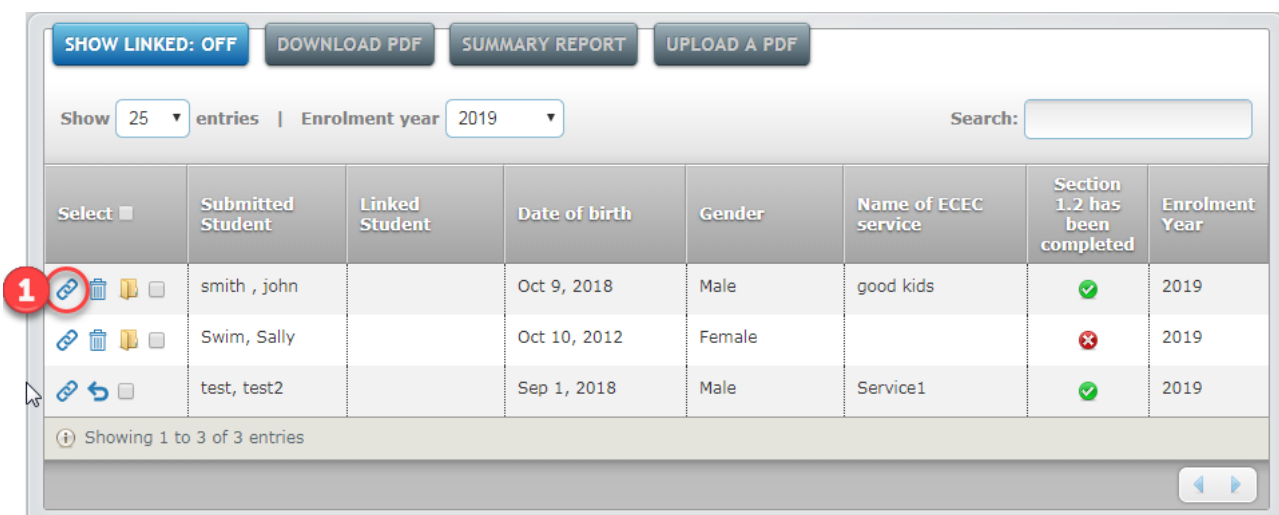 SHOW LINKED: OFF DOWNLOAD PDF SUMMARY REPORT UPLOAD A PDF
Show 25 entries | Enrolment year 2019 Search:
Select Submitted Student Linked Student Date of birth Gender Name of ECEC service Section 1.2 has been completed Enrolment Year
1 smith , john Oct 9, 2018 Male good kids 2019
Swim, Sally Oct 10, 2012 Female 2019
test, test2 Sep 1, 2018 Male Service1 2019
Showing 1 to 3 of 3 entries